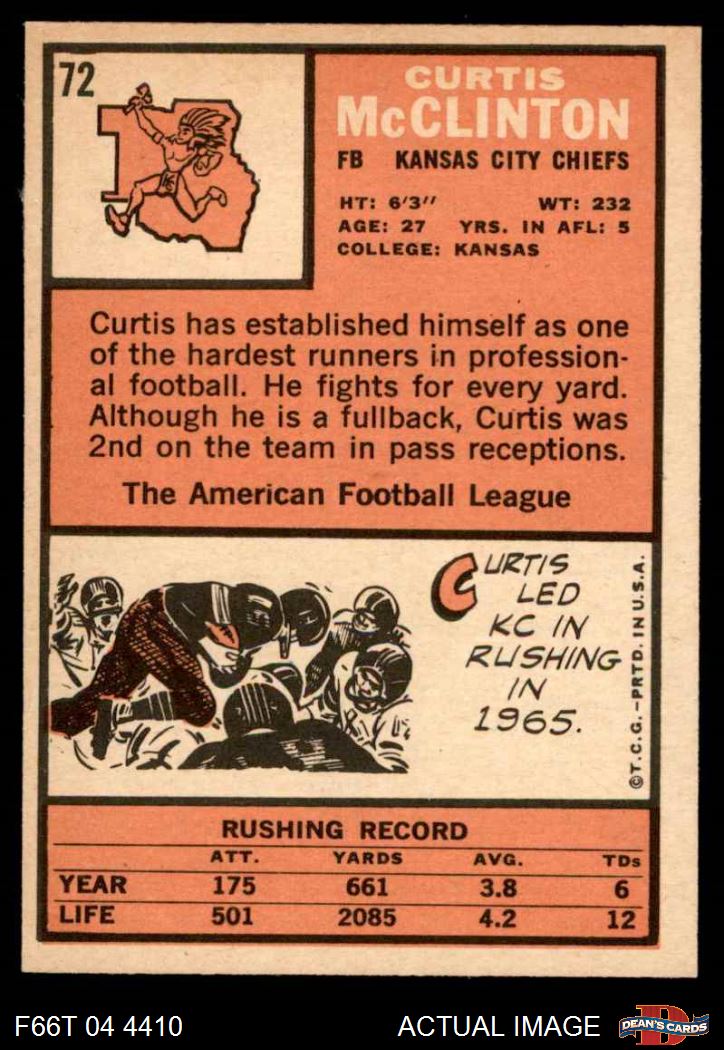 72
CURTIS
McCLINTON
FB KANSAS CITY CHIEFS
HT: 6'3" WT: 232
AGE: 27 YRS. IN AFL: 5
COLLEGE: KANSAS
Curtis has established himself as one
of the hardest runners in profession-
al football. He fights for every yard.
Although he is a fullback, Curtis was
2nd on the team in pass receptions.
The American Football League
CURTIS
LED
KC IN
RUSHING
IN
1965.
©T.C.G.–PRTD. IN U.S.A.
RUSHING RECORD
ATT. YARDS AVG. TDs
YEAR 175 661 3.8 6
LIFE 501 2085 4.2 12
F66T 04 4410 ACTUAL IMAGE
DEAN'S CARDS